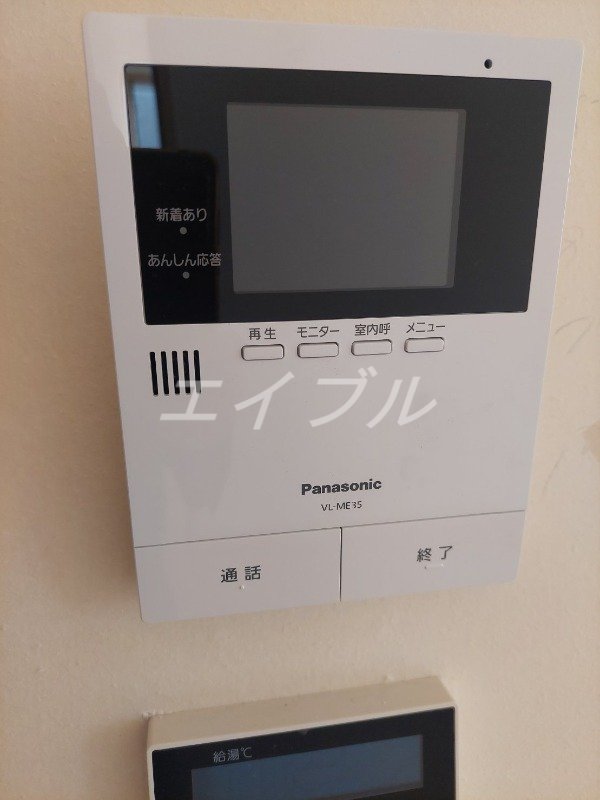 新着あり
あんしん応答
再生 モニター 室内呼 メニュー
エイブル
Panasonic
VL-ME35
通話 終了
給湯℃